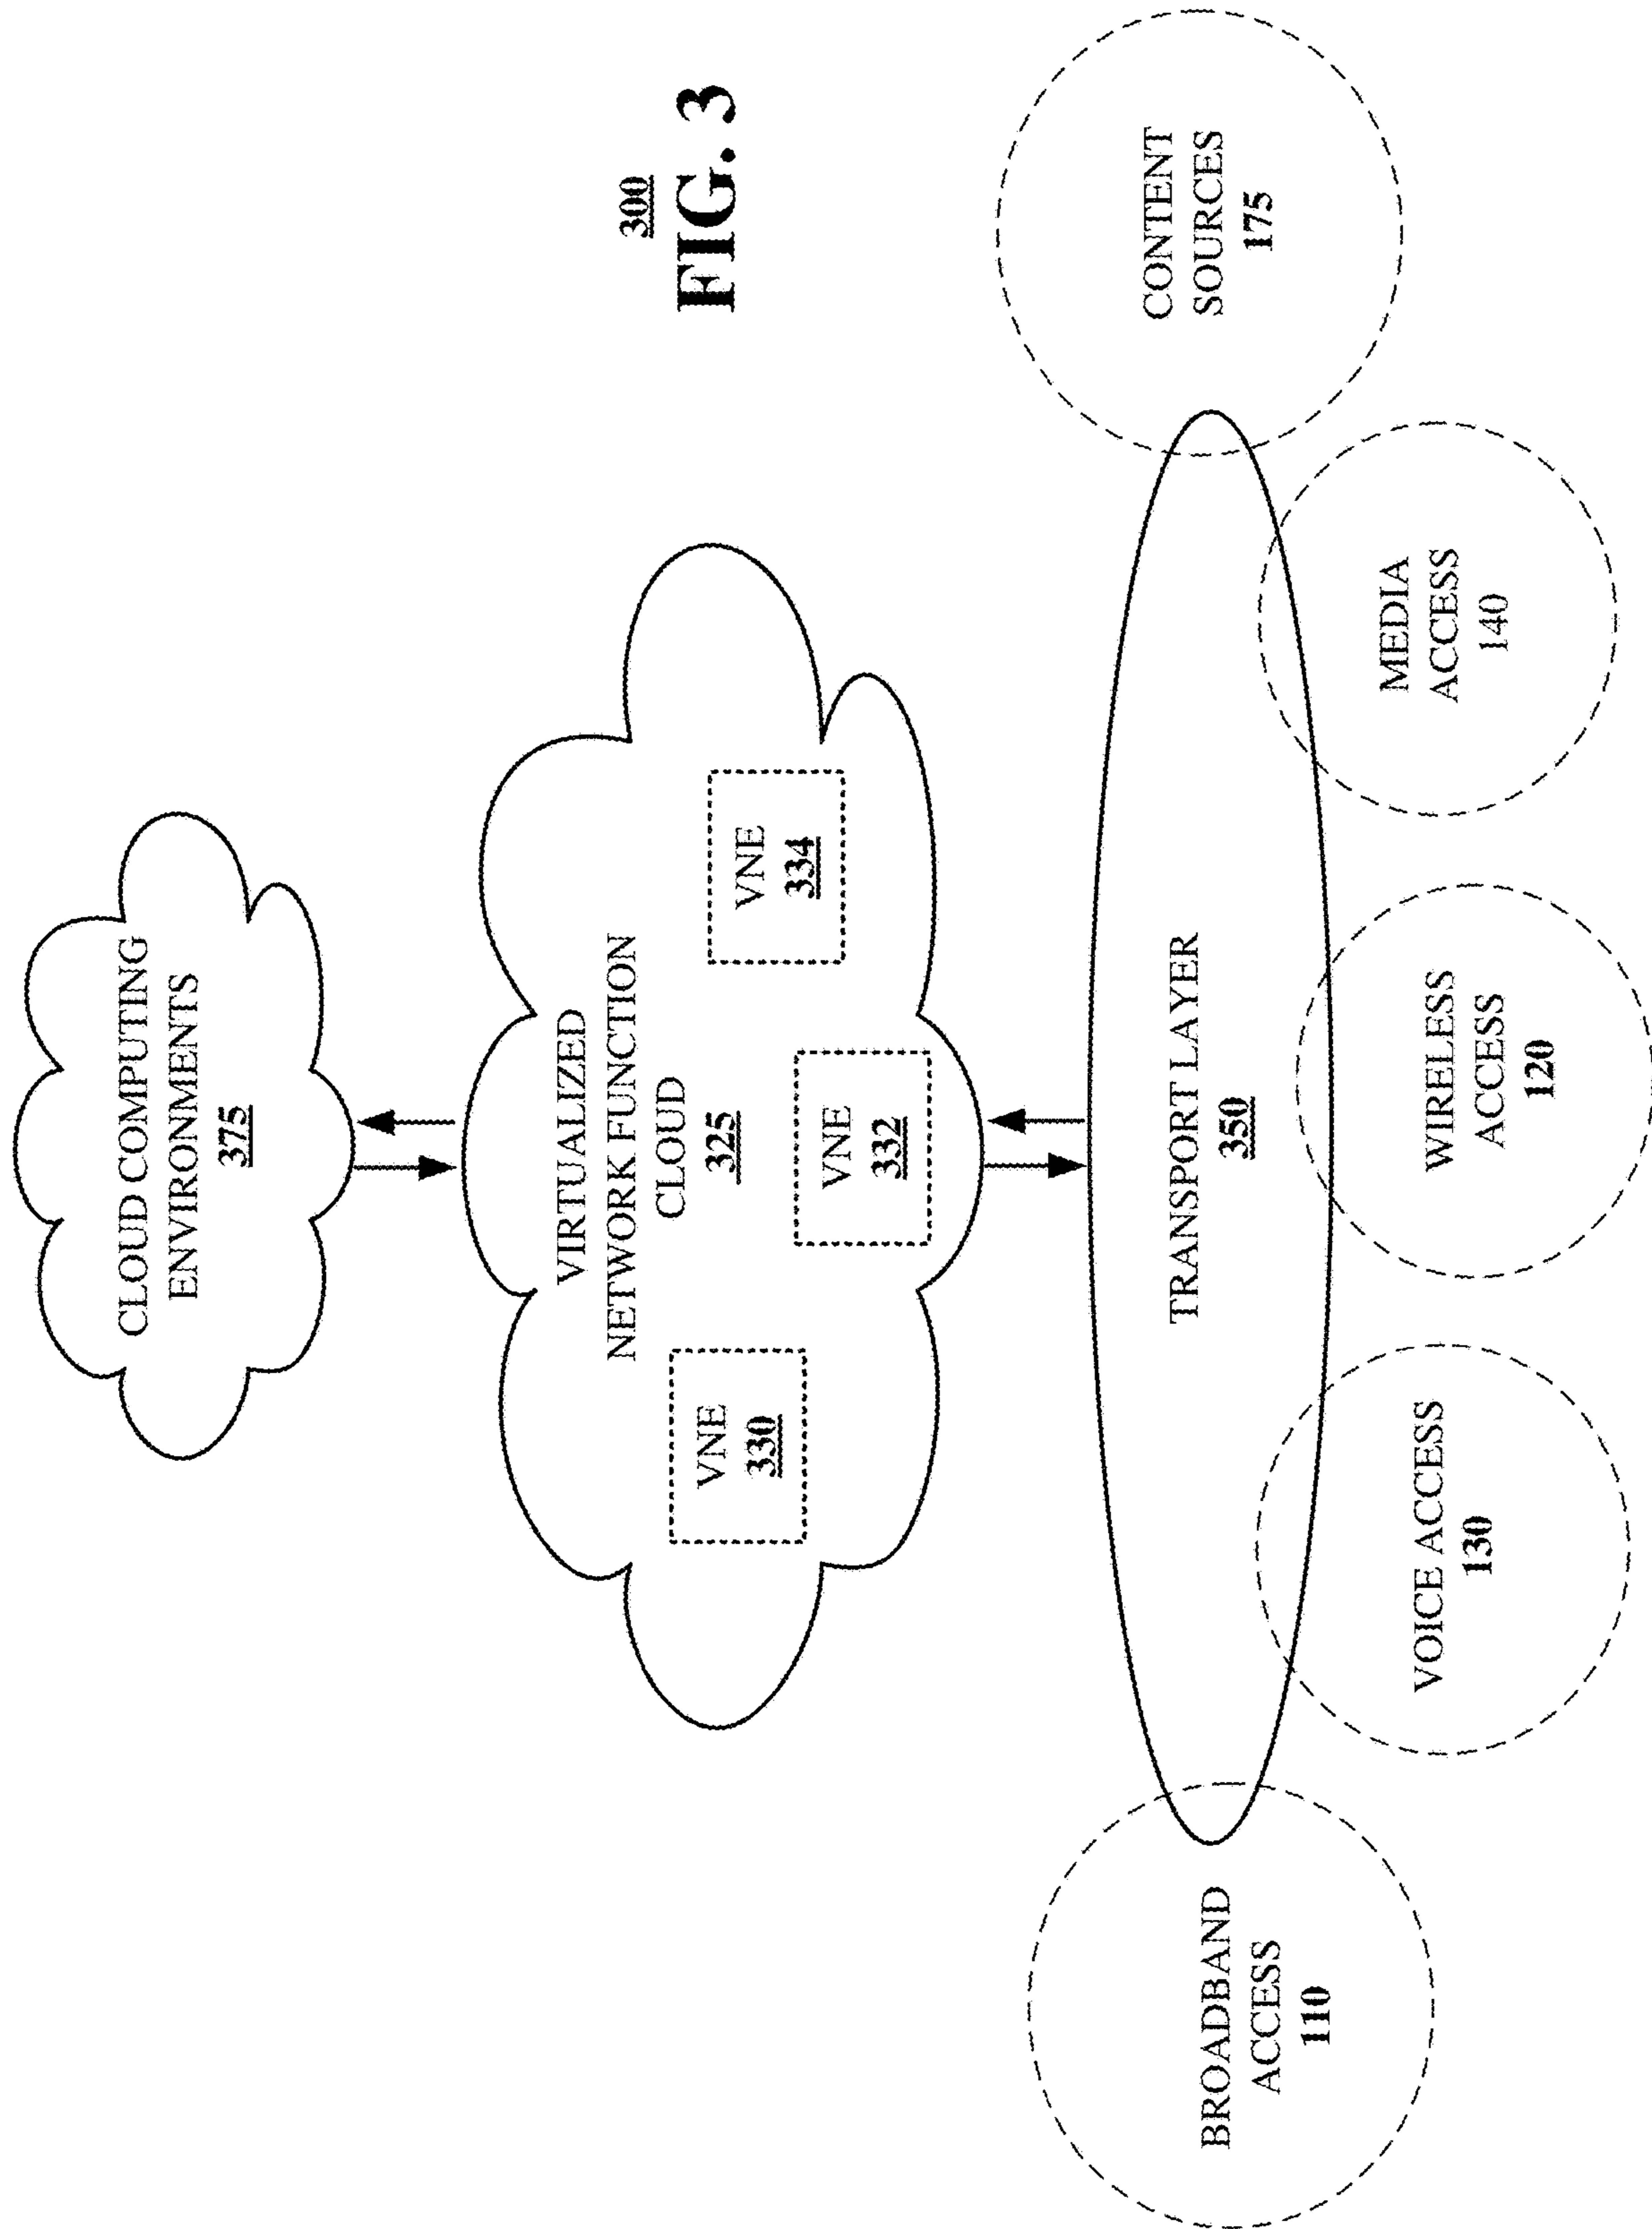 CLOUD COMPUTING
ENVIRONMENTS
375
VIRTUALIZED
NETWORK FUNCTION
CLOUD
325
VNE
330
VNE
332
VNE
334
300
FIG. 3
TRANSPORT LAYER
350
BROADBAND
ACCESS
110
VOICE ACCESS
130
WIRELESS
ACCESS
120
MEDIA
ACCESS
140
CONTENT
SOURCES
175